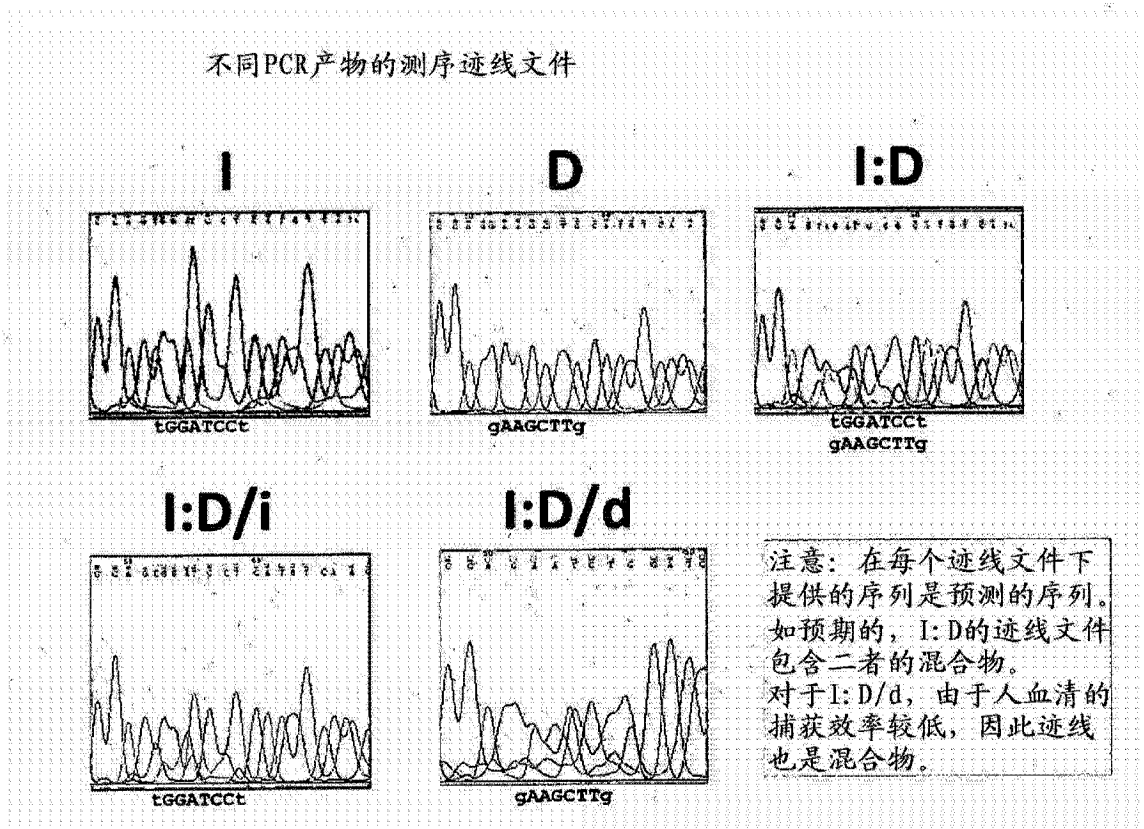 不同PCR产物的测序迹线文件
I
D
I:D
tGGATCCt
gAAGCTTg
tGGATCCt
gAAGCTTg
I:D/i
I:D/d
tGGATCCt
gAAGCTTg
注意：在每个迹线文件下
提供的序列是预测的序列。
如预期的，I:D的迹线文件
包含二者的混合物。
对于I:D/d，由于人血清的
捕获效率较低，因此迹线
也是混合物。